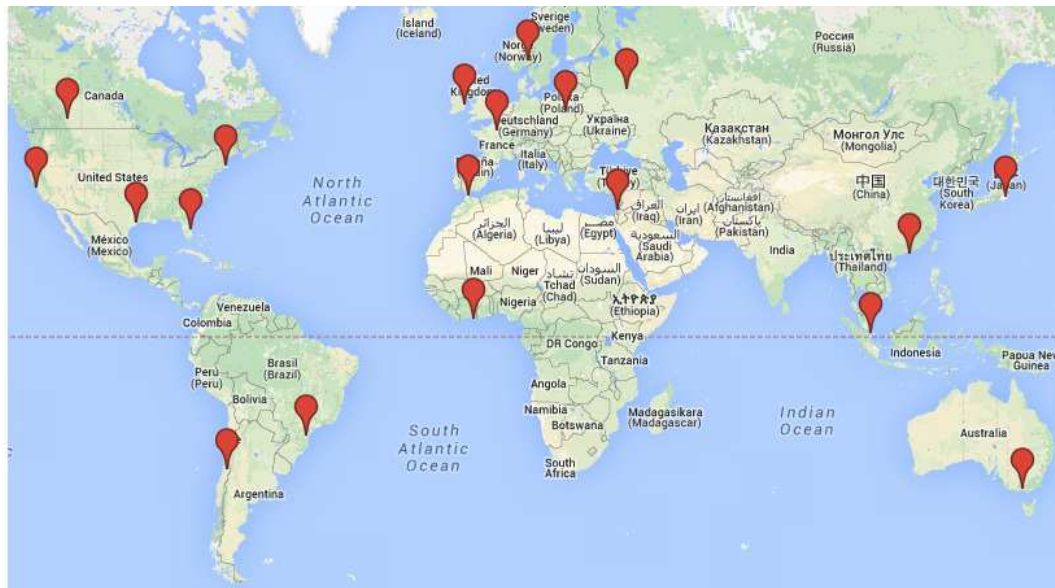 Ísland
(Iceland)
Sverige
Norge
(Norway)
Россия
(Russia)
Canada
United
Kingdom
Polska
(Poland)
Deutschland
(Germany)
Україна
(Ukraine)
France
Italia
(Italy)
Қазақстан
(Kazakhstan)
Монгол Улс
(Mongolia)
United States
North
Atlantic
Ocean
Türkiye
中国
(China)
대한민국
(South
Korea)
العراق
(Iraq)
ایران
(Iran)
افغانستان
(Afghanistan)
پاکستان
(Pakistan)
México
(Mexico)
الجزائر
(Algeria)
ليبيا
(Libya)
مصر
(Egypt)
السعودية
(Saudi
Arabia)
India
ประเทศไทย
(Thailand)
Mali
Niger
تشاد
Tchad
(Chad)
السودان
(Sudan)
Nigeria
ኢትዮጵያ
(Ethiopia)
Venezuela
Colombia
Kenya
DR Congo
Tanzania
Indonesia
Papua New
Guinea
Perú
(Peru)
Brasil
(Brazil)
Bolivia
Angola
Namibia
Botswana
Madagasikara
(Madagascar)
South
Atlantic
Ocean
Indian
Ocean
Australia
South
Africa
Argentina